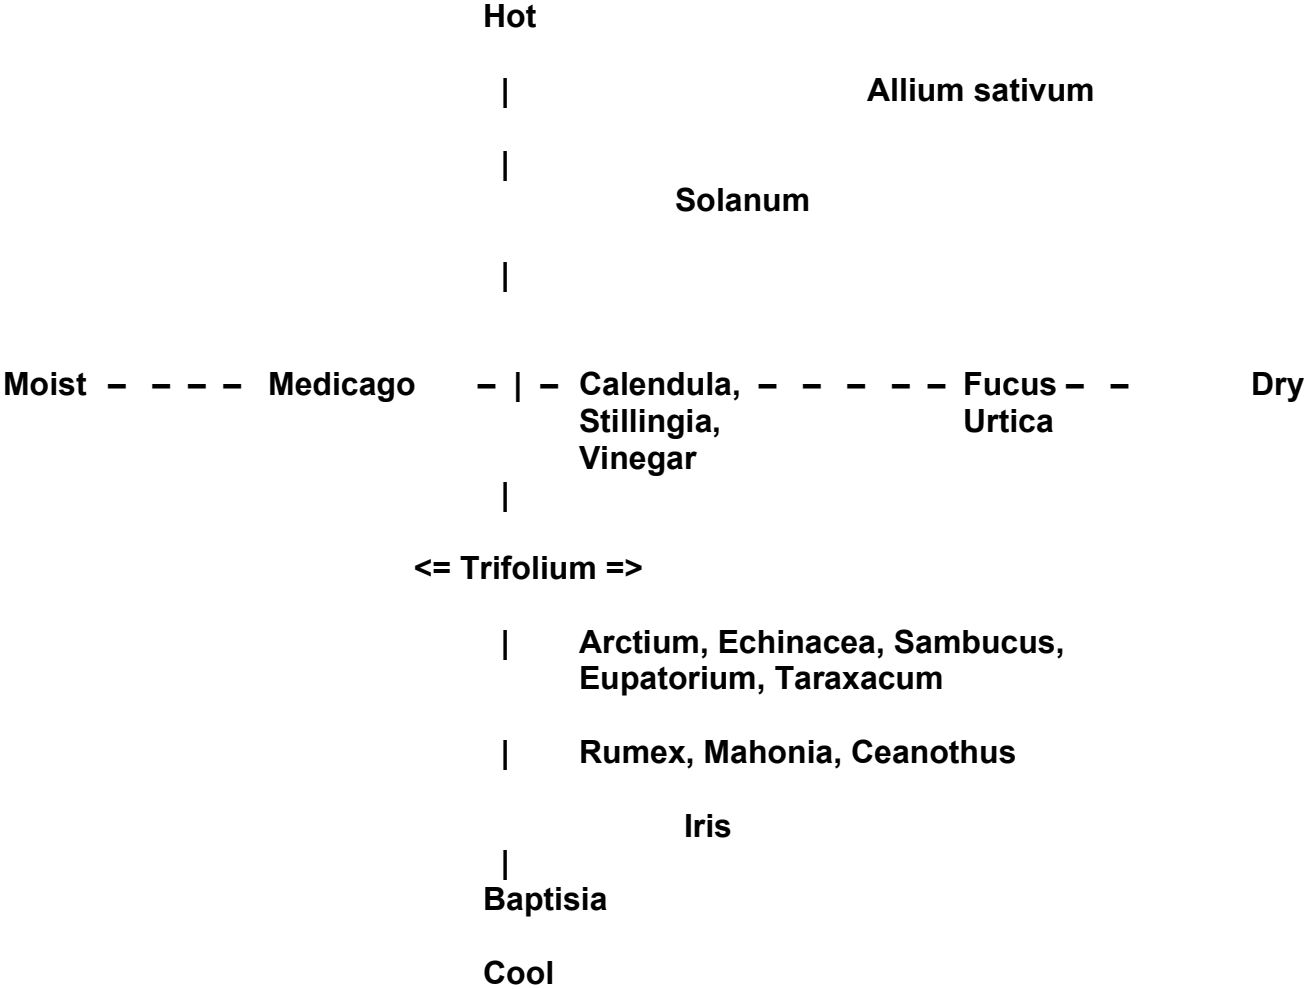 Hot
| Allium sativum
|
Solanum
|
Moist – – – – Medicago – | – Calendula, – – – – – Fucus – – Dry
Stillingia, Urtica
Vinegar
|
<= Trifolium =>
| Arctium, Echinacea, Sambucus,
Eupatorium, Taraxacum
| Rumex, Mahonia, Ceanothus
Iris
|
Baptisia
Cool